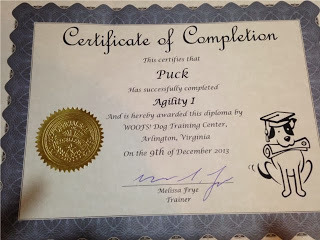 Certificate of Completion
This certifies that
Puck
Has successfully completed
Agility I
And is hereby awarded this diploma by
WOOFS! Dog Training Center,
Arlington, Virginia
On the 9th of December 2013
Melissa Frye
Trainer